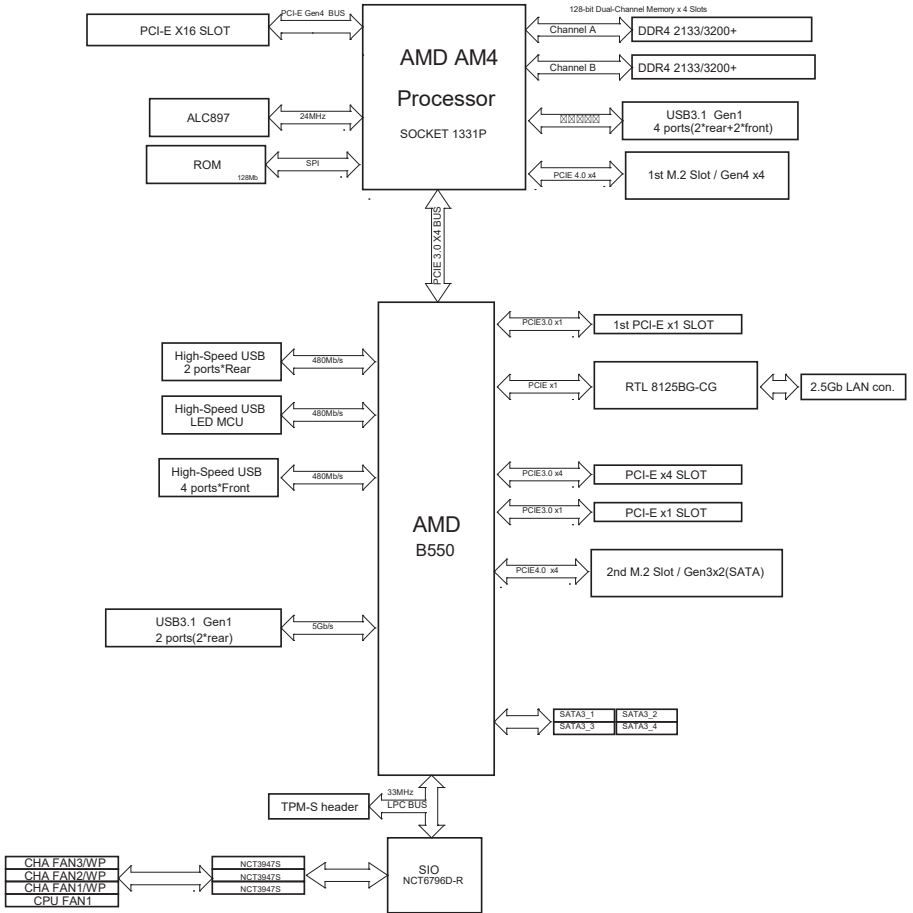 PCI-E X16 SLOT
PCI-E Gen4 BUS
AMD AM4
Processor
SOCKET 1331P
128-bit Dual-Channel Memory x 4 Slots
Channel A
DDR4 2133/3200+
Channel B
DDR4 2133/3200+
ALC897
24MHz
USB3.1 Gen1
4 ports(2*rear+2*front)
ROM
128Mb
SPI
PCIE 4.0 x4
1st M.2 Slot / Gen4 x4
PCIE 3.0 X4 BUS
PCIE3.0 x1
1st PCI-E x1 SLOT
High-Speed USB
2 ports*Rear
480Mb/s
PCIE x1
RTL 8125BG-CG
2.5Gb LAN con.
High-Speed USB
LED MCU
480Mb/s
High-Speed USB
4 ports*Front
480Mb/s
PCIE3.0 x4
PCI-E x4 SLOT
PCIE3.0 x1
PCI-E x1 SLOT
AMD
B550
PCIE4.0 x4
2nd M.2 Slot / Gen3x2(SATA)
USB3.1 Gen1
2 ports(2*rear)
5Gb/s
SATA3_1 SATA3_2
SATA3_3 SATA3_4
TPM-S header
33MHz
LPC BUS
SIO
NCT6796D-R
CHA FAN3/WP
CHA FAN2/WP
CHA FAN1/WP
CPU FAN1
NCT3947S
NCT3947S
NCT3947S